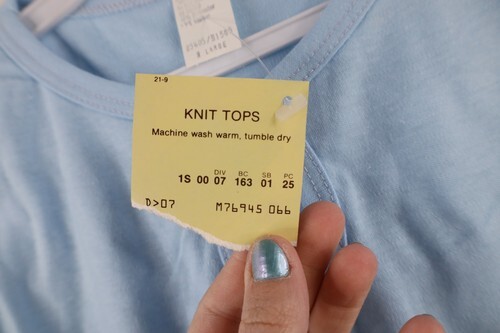 21-9
KNIT TOPS
Machine wash warm, tumble dry
DIV BC SB PC
1S 00 07 163 01 25
D>07 M76945 066